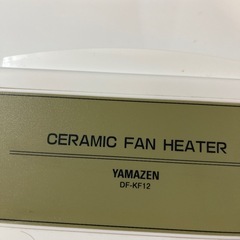 CERAMIC FAN HEATER
YAMAZEN
DF-KF12